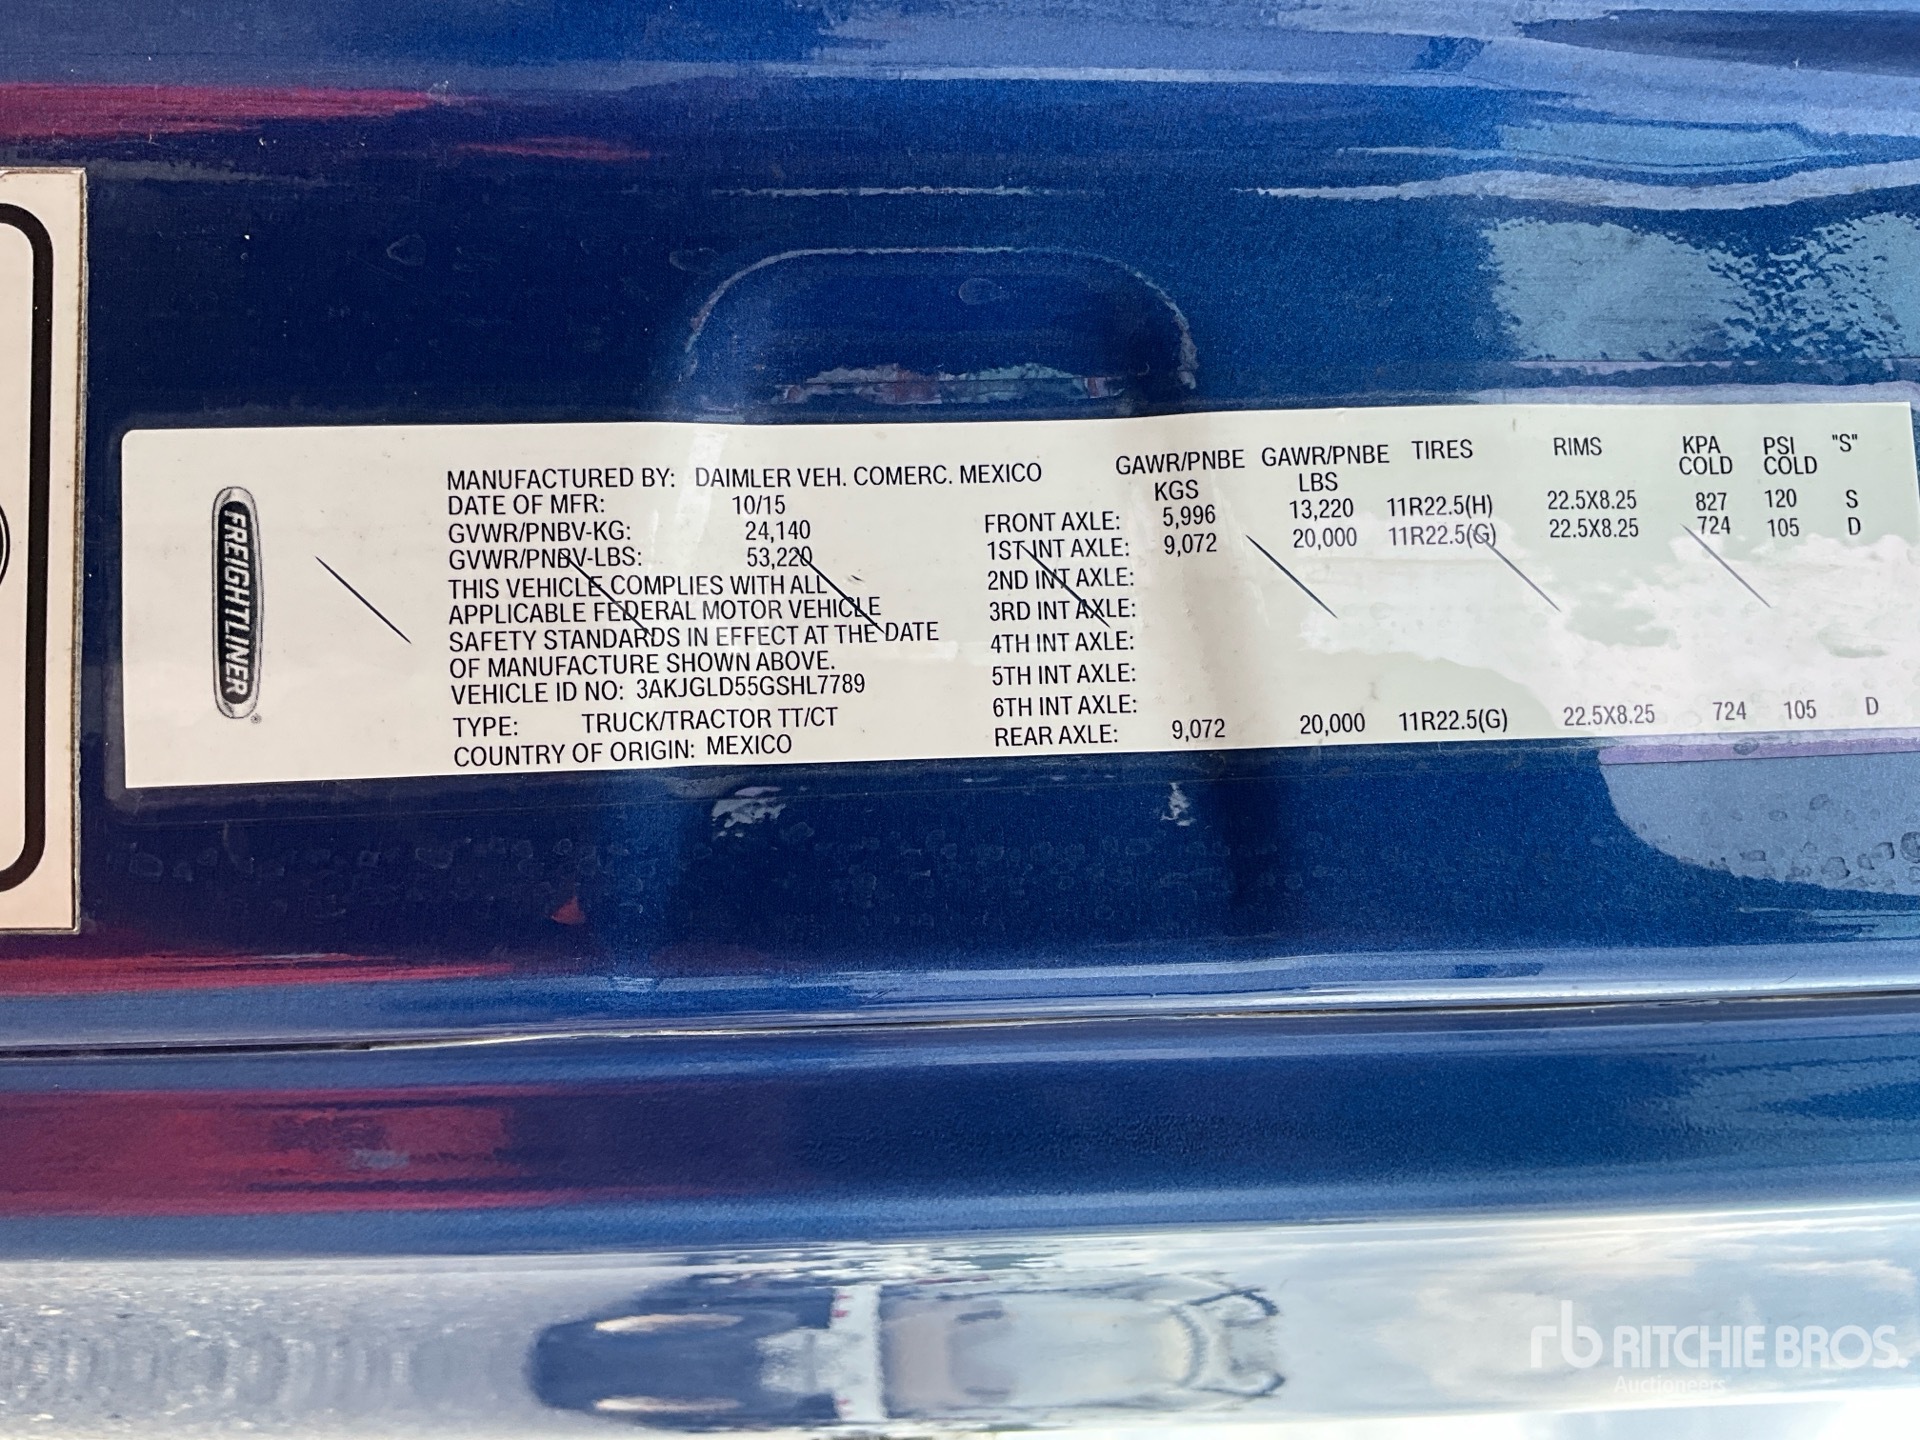 FREIGHTLINER®
MANUFACTURED BY: DAIMLER VEH. COMERC. MEXICO
DATE OF MFR: 10/15
GVWR/PNBV-KG: 24,140
GVWR/PNBV-LBS: 53,220
THIS VEHICLE COMPLIES WITH ALL
APPLICABLE FEDERAL MOTOR VEHICLE
SAFETY STANDARDS IN EFFECT AT THE DATE
OF MANUFACTURE SHOWN ABOVE.
VEHICLE ID NO: 3AKJGLD55GSHL7789
TYPE: TRUCK/TRACTOR TT/CT
COUNTRY OF ORIGIN: MEXICO
GAWR/PNBE KGS GAWR/PNBE LBS TIRES RIMS KPA COLD PSI COLD "S"
FRONT AXLE: 5,996 13,220 11R22.5(H) 22.5X8.25 827 120 S
1ST INT AXLE: 9,072 20,000 11R22.5(G) 22.5X8.25 724 105 D
2ND INT AXLE:
3RD INT AXLE:
4TH INT AXLE:
5TH INT AXLE:
6TH INT AXLE:
REAR AXLE: 9,072 20,000 11R22.5(G) 22.5X8.25 724 105 D
rb RITCHIE BROS.
Auctioneers